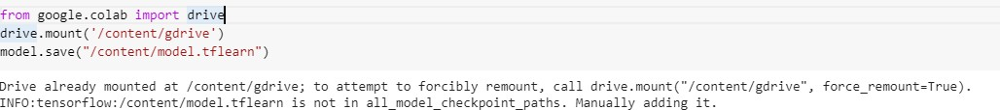 from google.colab import drive
drive.mount('/content/gdrive')
model.save("/content/model.tflearn")
Drive already mounted at /content/gdrive; to attempt to forcibly remount, call drive.mount("/content/gdrive", force_remount=True).
INFO:tensorflow:/content/model.tflearn is not in all_model_checkpoint_paths. Manually adding it.